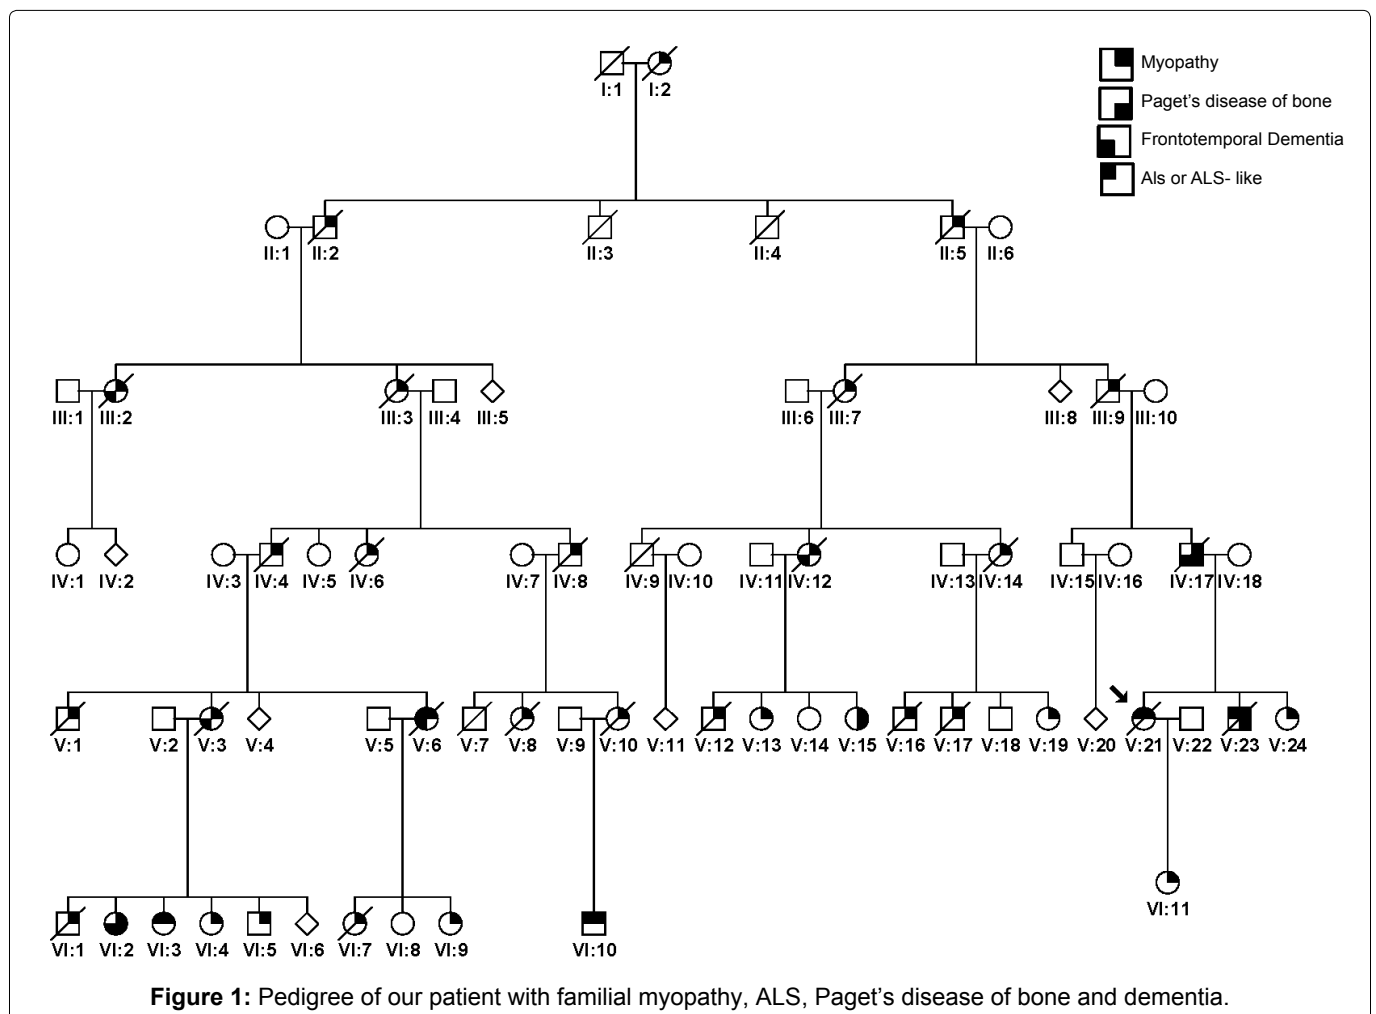 Myopathy
Paget's disease of bone
Frontotemporal Dementia
Als or ALS- like
I:1 I:2
II:1 II:2 II:3 II:4 II:5 II:6
III:1 III:2 III:3 III:4 III:5 III:6 III:7 III:8 III:9 III:10
IV:1 IV:2 IV:3 IV:4 IV:5 IV:6 IV:7 IV:8 IV:9 IV:10 IV:11 IV:12 IV:13 IV:14 IV:15 IV:16 IV:17 IV:18
V:1 V:2 V:3 V:4 V:5 V:6 V:7 V:8 V:9 V:10 V:11 V:12 V:13 V:14 V:15 V:16 V:17 V:18 V:19 V:20 V:21 V:22 V:23 V:24
VI:11
VI:1 VI:2 VI:3 VI:4 VI:5 VI:6 VI:7 VI:8 VI:9 VI:10
Figure 1: Pedigree of our patient with familial myopathy, ALS, Paget's disease of bone and dementia.